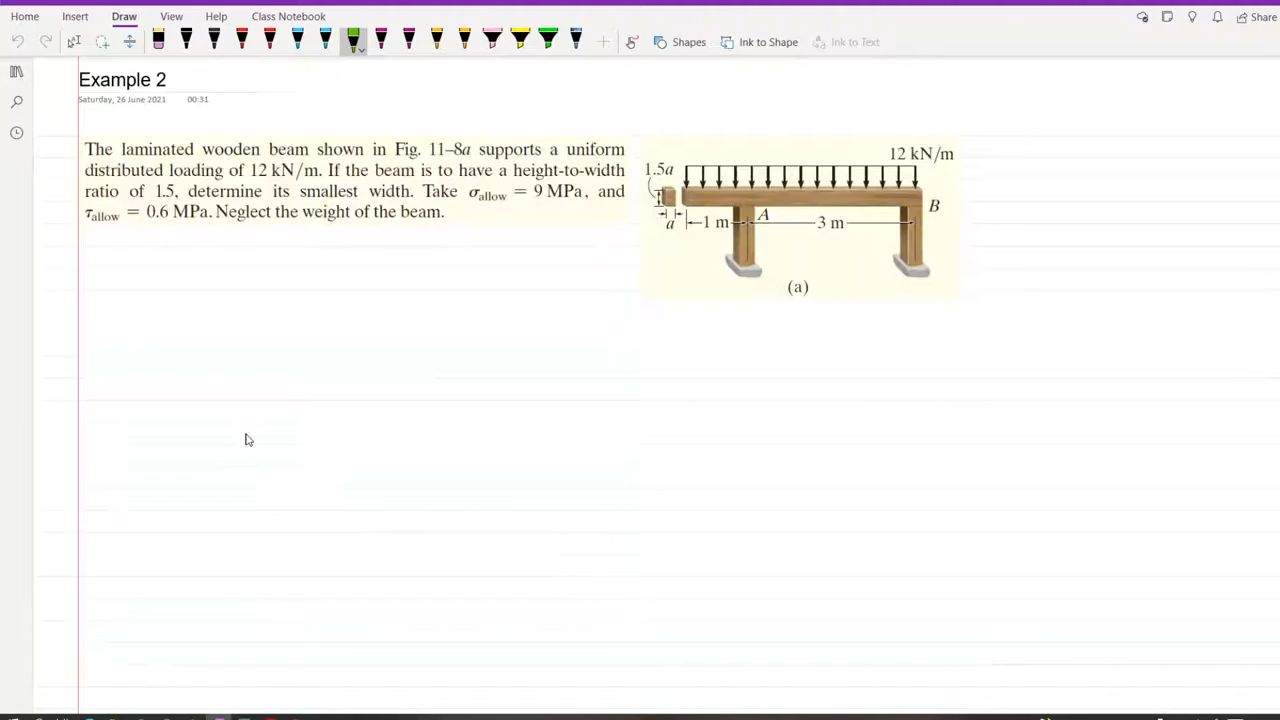 Home Insert Draw View Help Class Notebook
Share
Shapes Ink to Shape Ink to Text
Example 2
Saturday, 26 June 2021 00:31
The laminated wooden beam shown in Fig. 11–8a supports a uniform
distributed loading of 12 kN/m. If the beam is to have a height-to-width
ratio of 1.5, determine its smallest width. Take σallow = 9 MPa, and
τallow = 0.6 MPa. Neglect the weight of the beam.
12 kN/m
1.5a
A
B
a
1 m
3 m
(a)